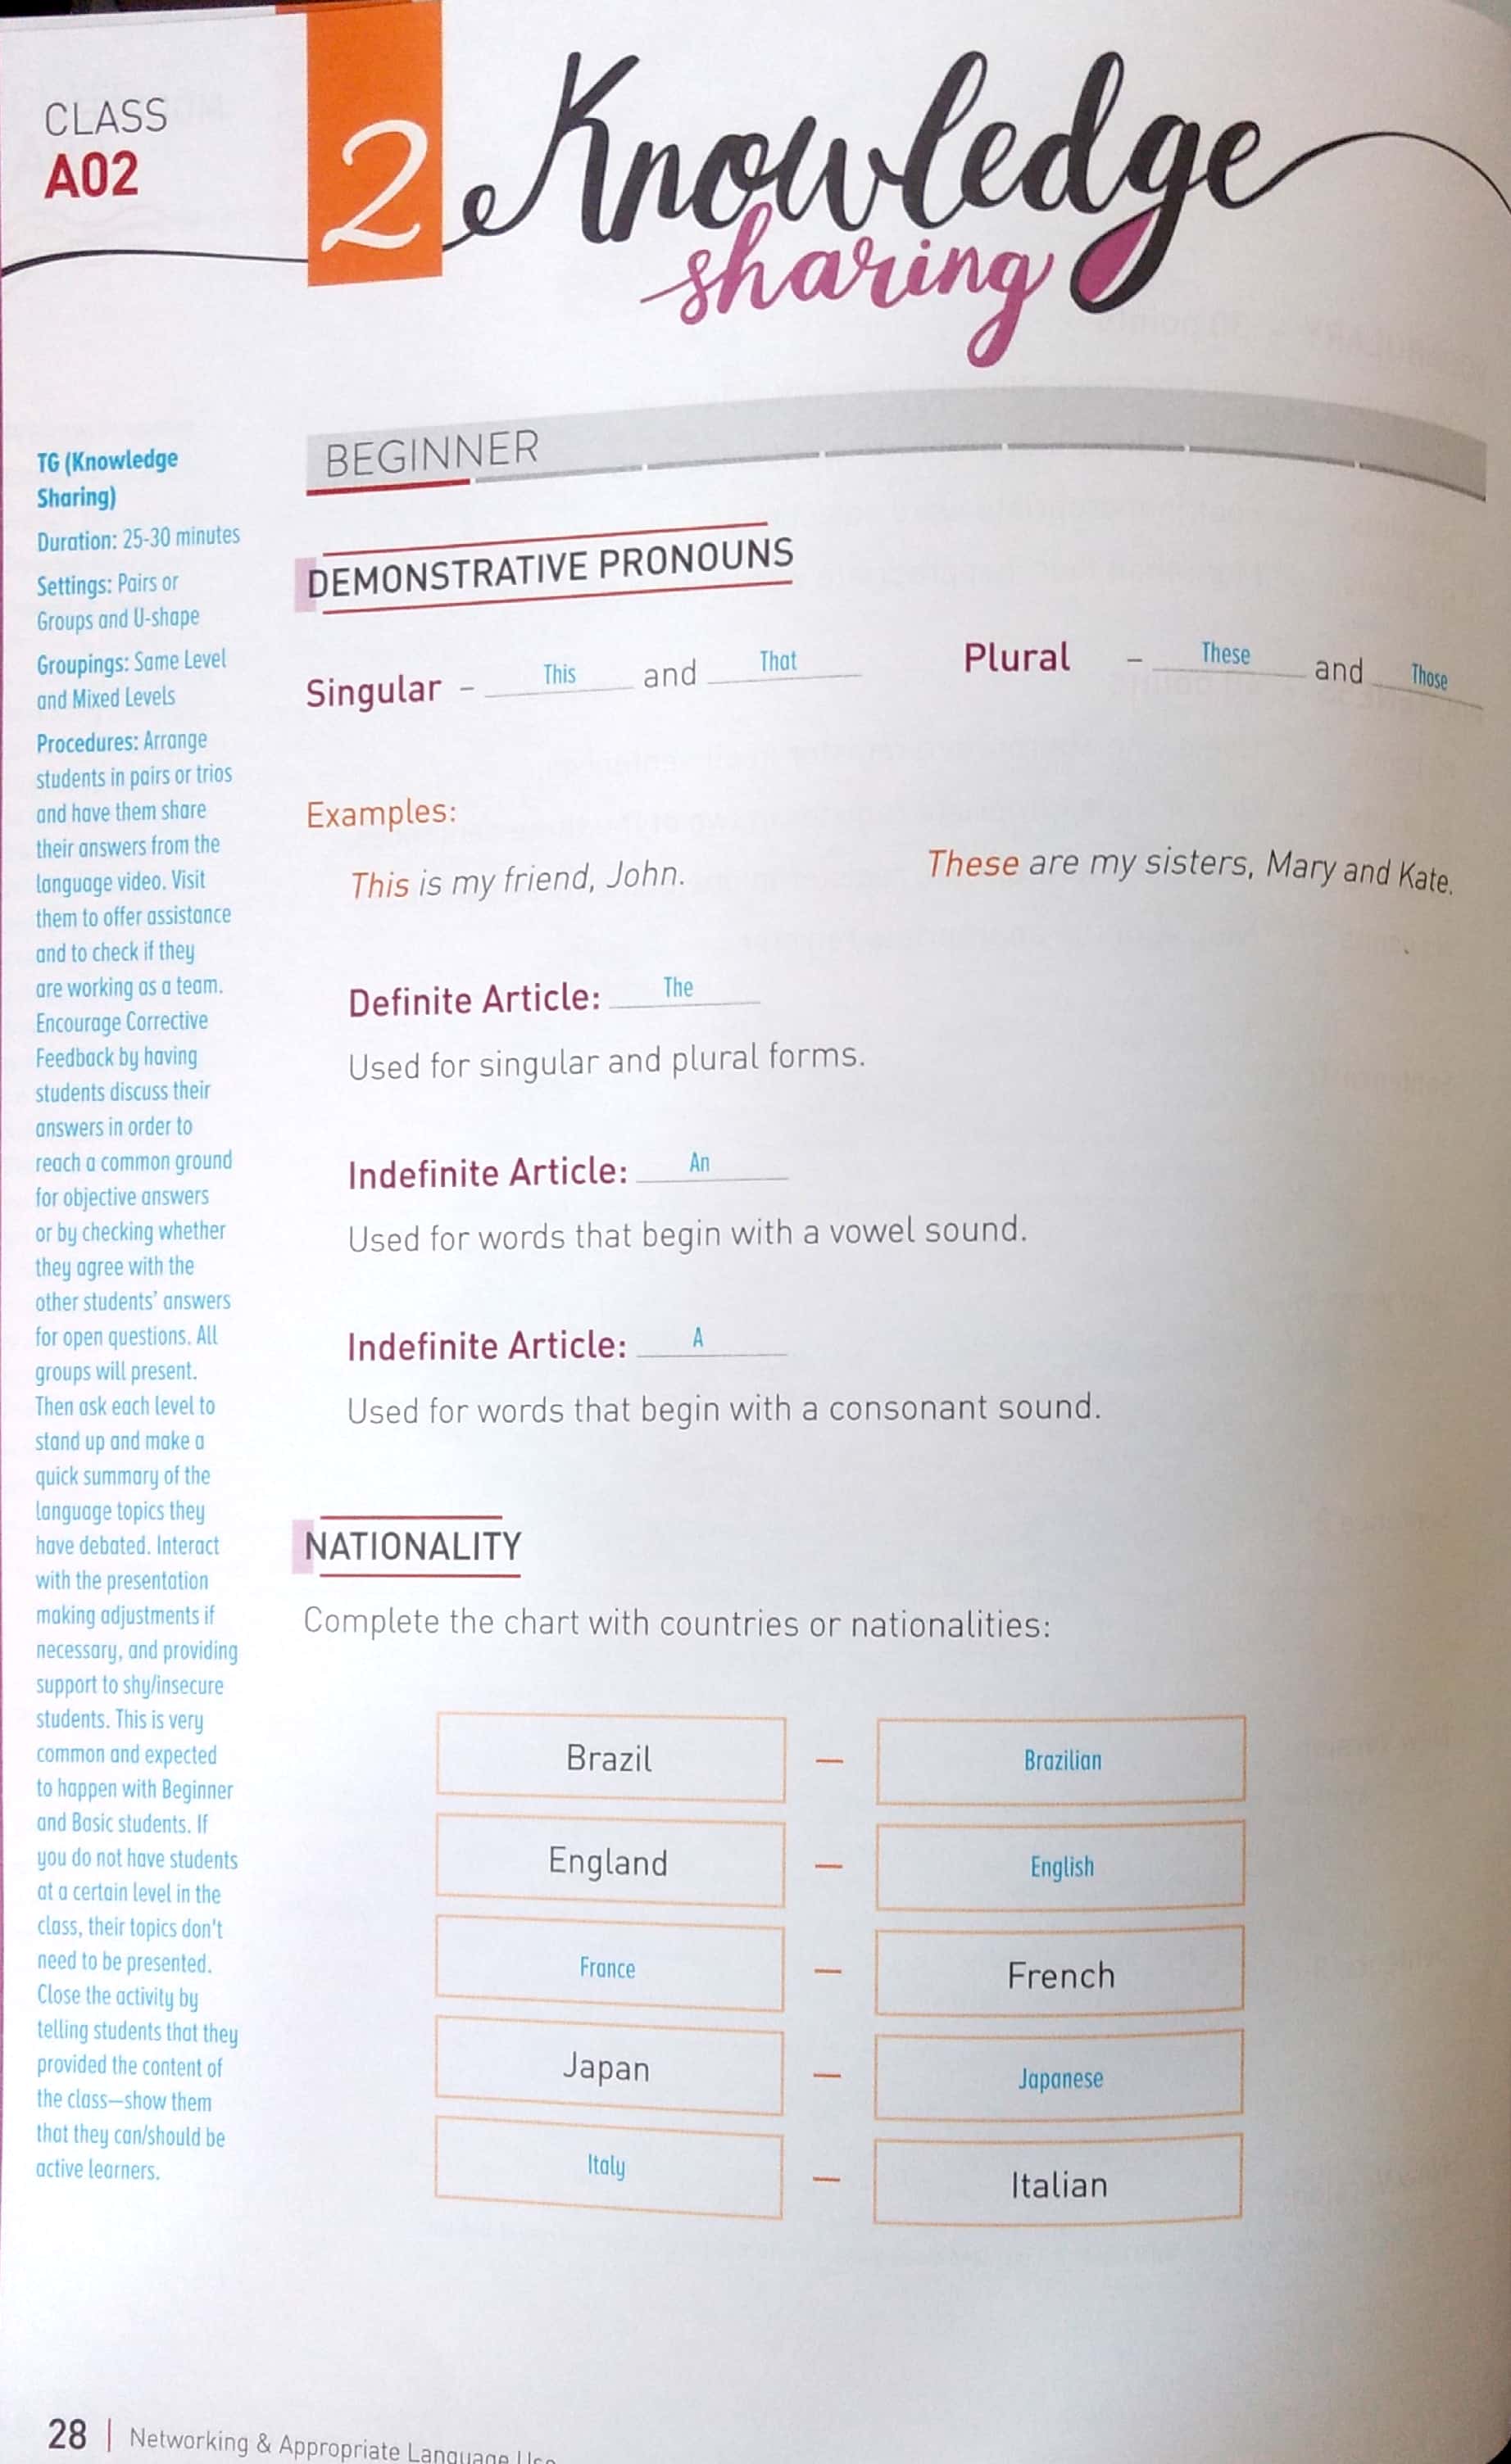 CLASS
A02
2 Knowledge
sharing
TG (Knowledge
Sharing)
Duration: 25-30 minutes
Settings: Pairs or
Groups and U-shape
Groupings: Same Level
and Mixed Levels
Procedures: Arrange
students in pairs or trios
and have them share
their answers from the
language video. Visit
them to offer assistance
and to check if they
are working as a team.
Encourage Corrective
Feedback by having
students discuss their
answers in order to
reach a common ground
for objective answers
or by checking whether
they agree with the
other students' answers
for open questions. All
groups will present.
Then ask each level to
stand up and make a
quick summary of the
language topics they
have debated. Interact
with the presentation
making adjustments if
necessary, and providing
support to shy/insecure
students. This is very
common and expected
to happen with Beginner
and Basic students. If
you do not have students
at a certain level in the
class, their topics don't
need to be presented.
Close the activity by
telling students that they
provided the content of
the class—show them
that they can/should be
active learners.
BEGINNER
DEMONSTRATIVE PRONOUNS
Singular - This and That Plural - These and Those
Examples:
This is my friend, John. These are my sisters, Mary and Kate.
Definite Article: The
Used for singular and plural forms.
Indefinite Article: An
Used for words that begin with a vowel sound.
Indefinite Article: A
Used for words that begin with a consonant sound.
NATIONALITY
Complete the chart with countries or nationalities:
Brazil — Brazilian
England — English
France — French
Japan — Japanese
Italy — Italian
28 | Networking & Appropriate Language Use